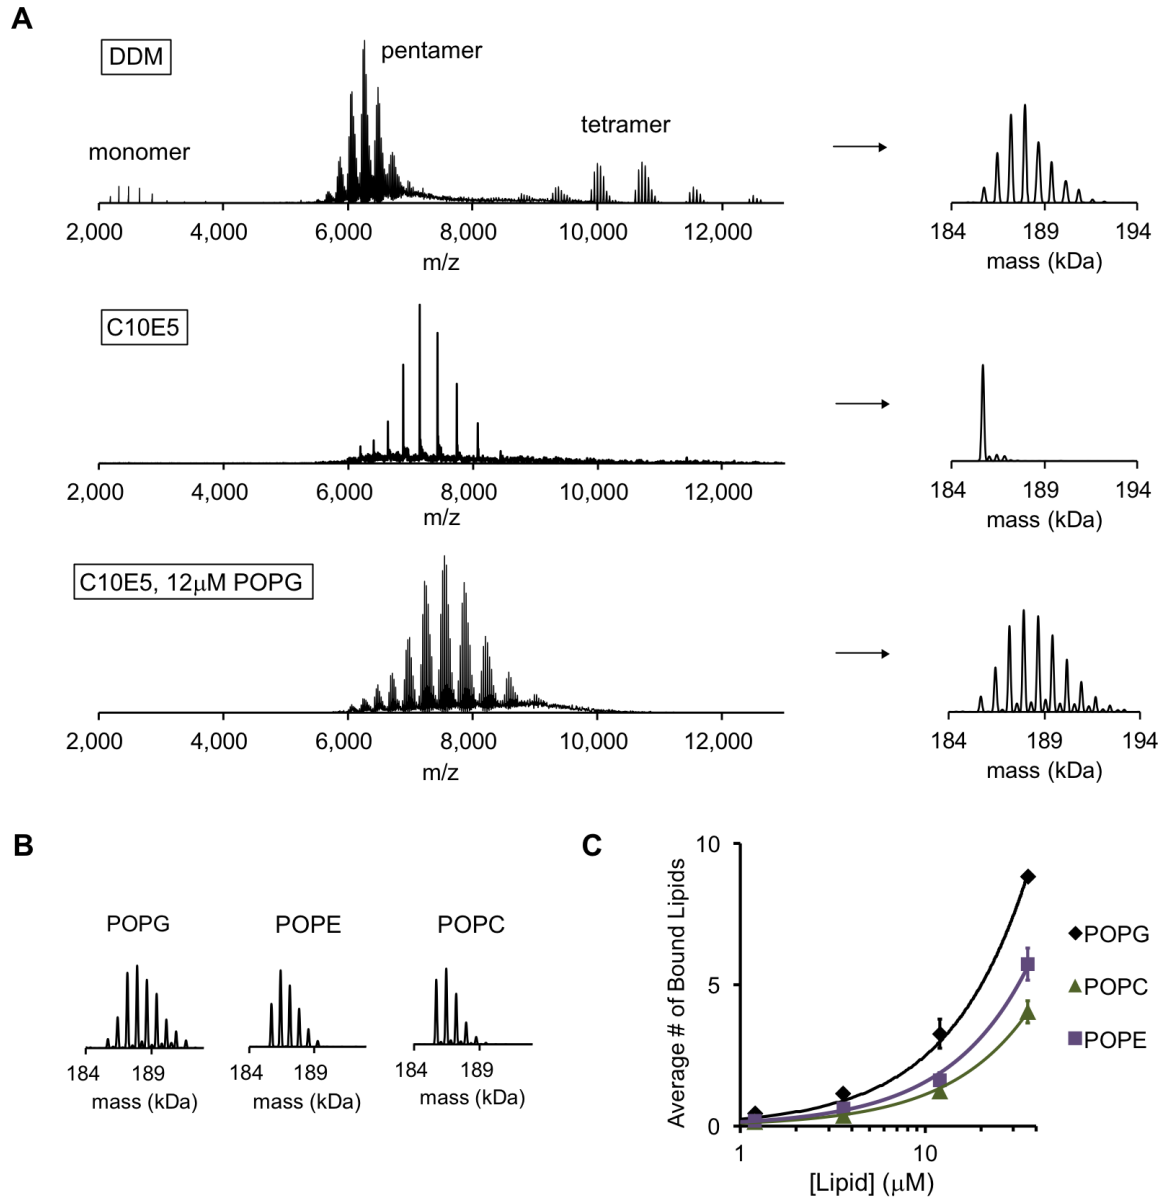 A
DDM
pentamer
tetramer
monomer
2,000 4,000 6,000 8,000 10,000 12,000
m/z
184 189 194
mass (kDa)
C10E5
2,000 4,000 6,000 8,000 10,000 12,000
m/z
184 189 194
mass (kDa)
C10E5, 12μM POPG
2,000 4,000 6,000 8,000 10,000 12,000
m/z
184 189 194
mass (kDa)
B
POPG POPE POPC
184 189 184 189 184 189
mass (kDa) mass (kDa) mass (kDa)
C
Average # of Bound Lipids
10
5
0
1 10
[Lipid] (μM)
POPG
POPC
POPE